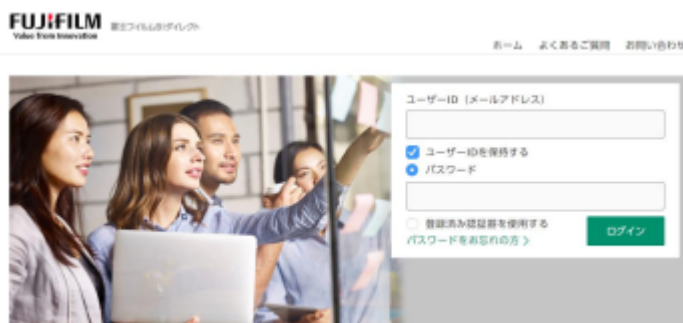 FUJIFILM
Value from Innovation
富士フイルムBIダイレクト
ホーム よくあるご質問 お問い合わせ
ユーザーID（メールアドレス）
ユーザーIDを保持する
パスワード
登録済み認証器を使用する
パスワードをお忘れの方 >
ログイン